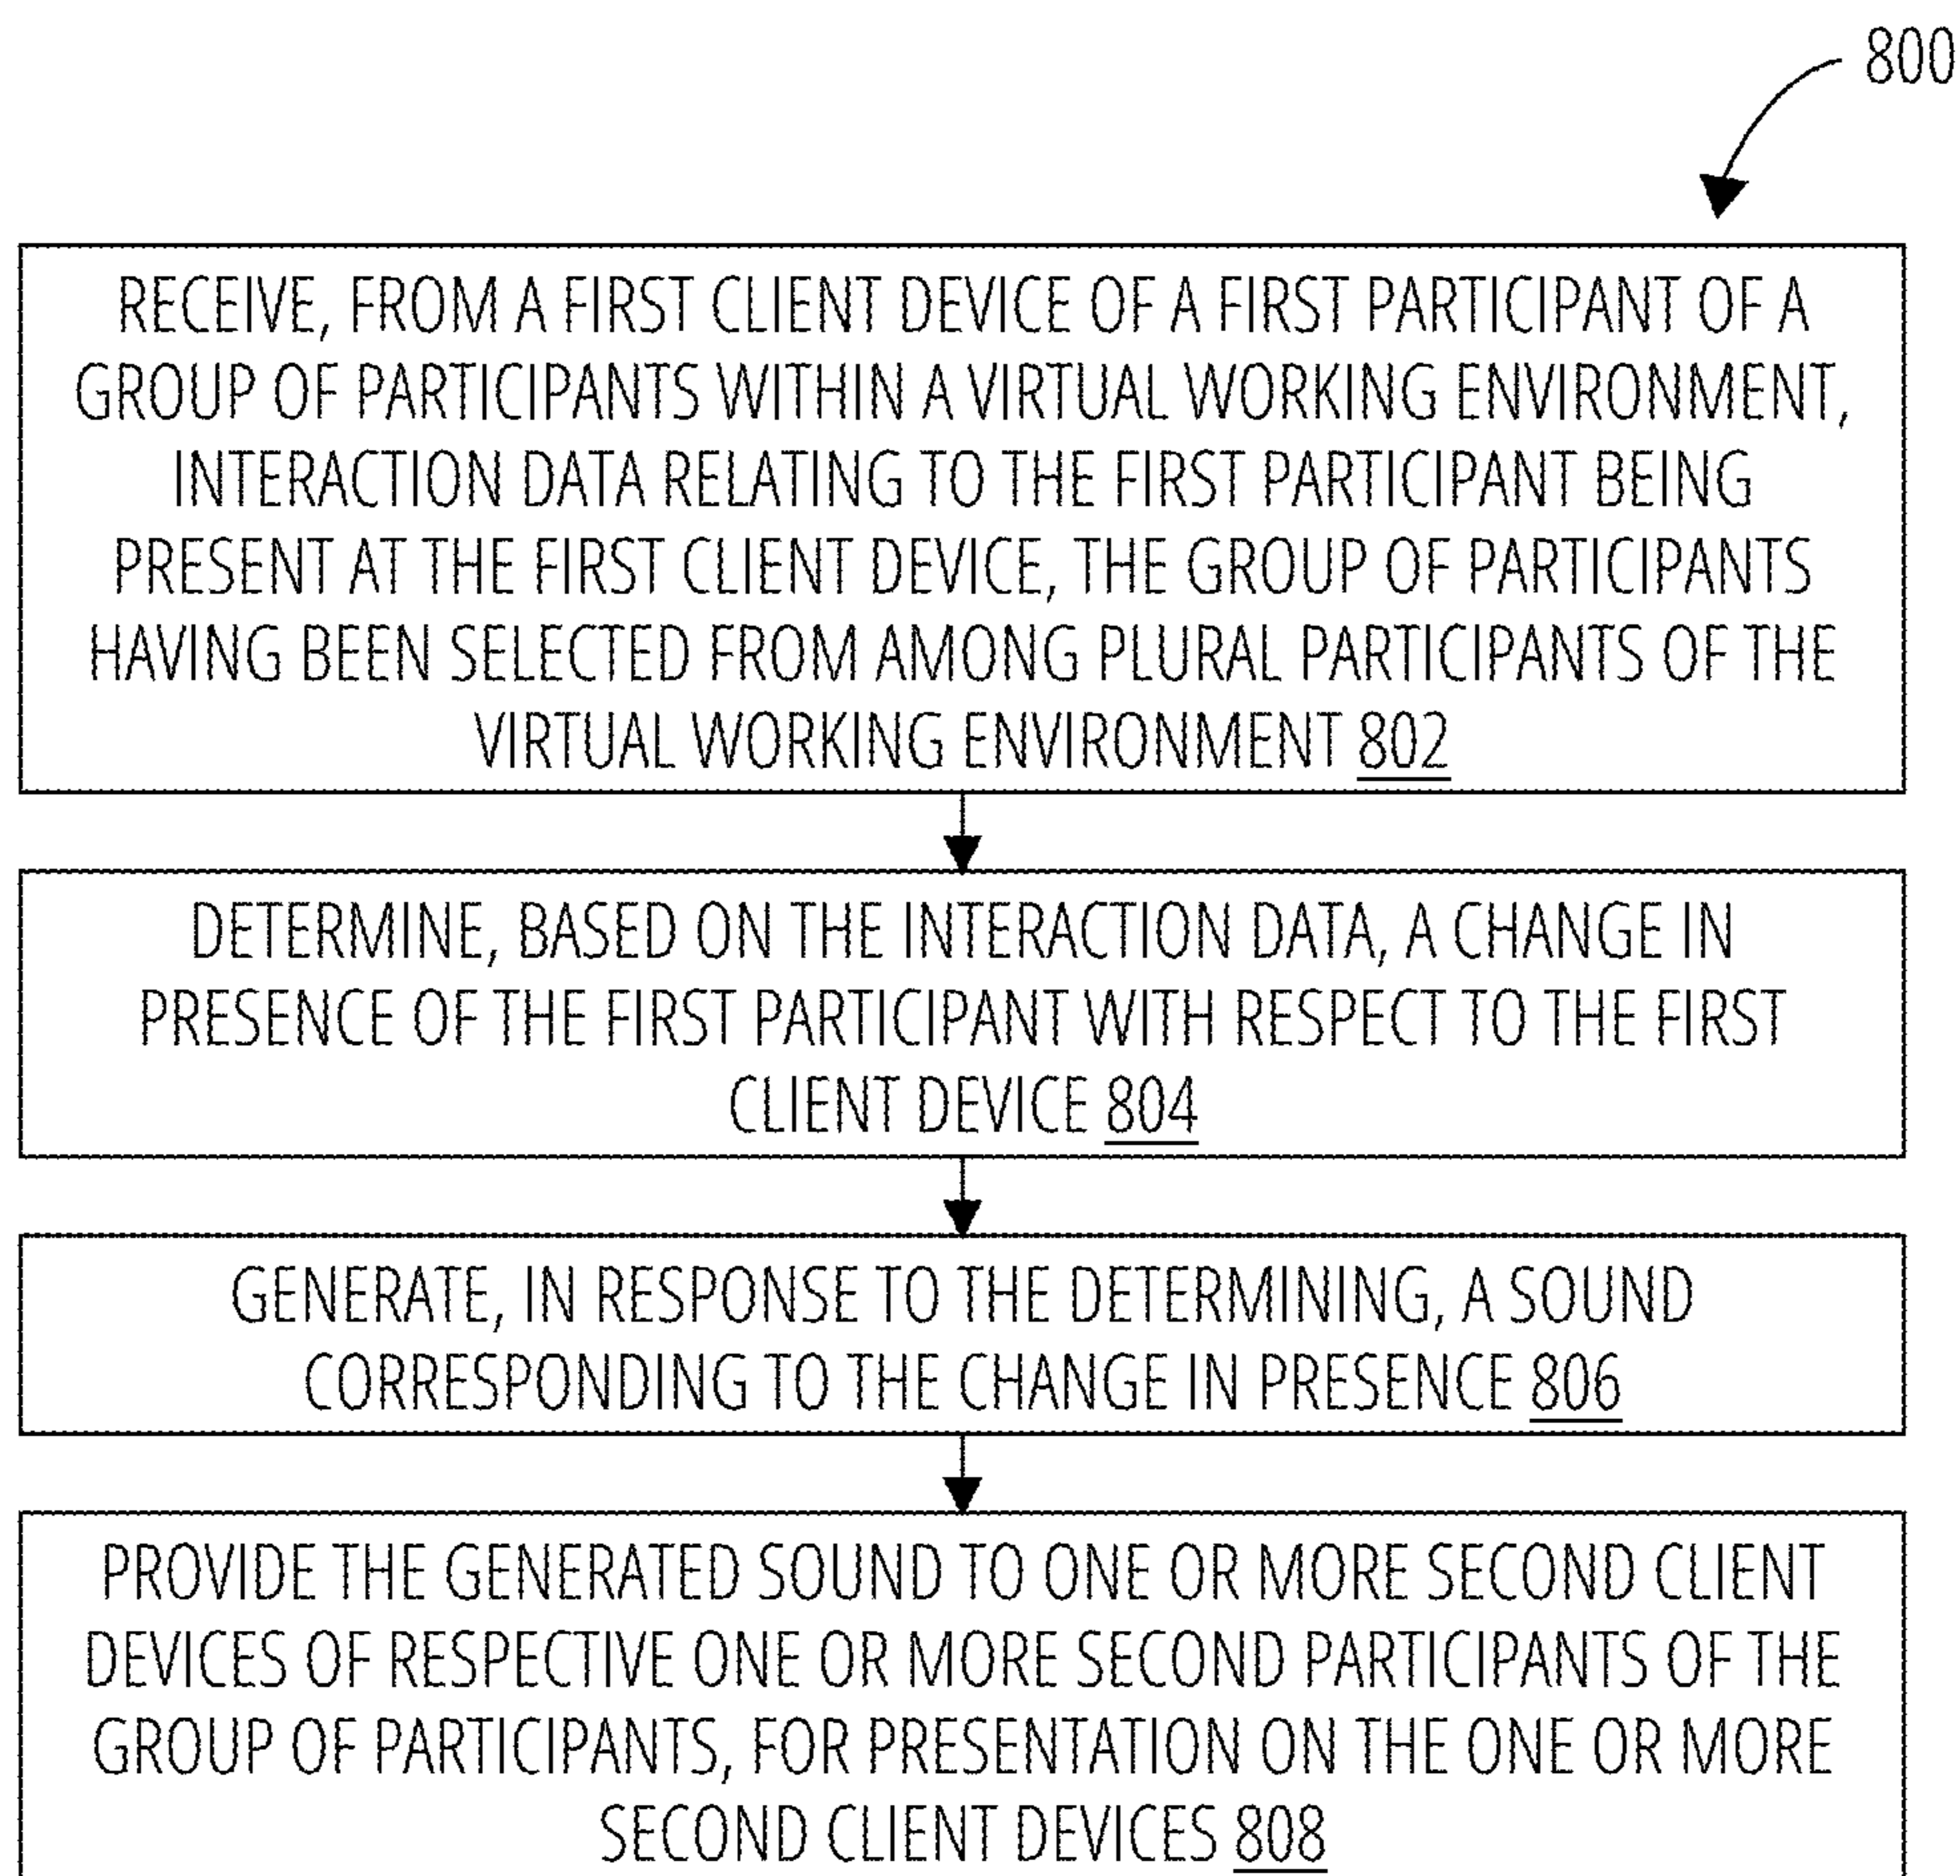 800
RECEIVE, FROM A FIRST CLIENT DEVICE OF A FIRST PARTICIPANT OF A
GROUP OF PARTICIPANTS WITHIN A VIRTUAL WORKING ENVIRONMENT,
INTERACTION DATA RELATING TO THE FIRST PARTICIPANT BEING
PRESENT AT THE FIRST CLIENT DEVICE, THE GROUP OF PARTICIPANTS
HAVING BEEN SELECTED FROM AMONG PLURAL PARTICIPANTS OF THE
VIRTUAL WORKING ENVIRONMENT 802
DETERMINE, BASED ON THE INTERACTION DATA, A CHANGE IN
PRESENCE OF THE FIRST PARTICIPANT WITH RESPECT TO THE FIRST
CLIENT DEVICE 804
GENERATE, IN RESPONSE TO THE DETERMINING, A SOUND
CORRESPONDING TO THE CHANGE IN PRESENCE 806
PROVIDE THE GENERATED SOUND TO ONE OR MORE SECOND CLIENT
DEVICES OF RESPECTIVE ONE OR MORE SECOND PARTICIPANTS OF THE
GROUP OF PARTICIPANTS, FOR PRESENTATION ON THE ONE OR MORE
SECOND CLIENT DEVICES 808